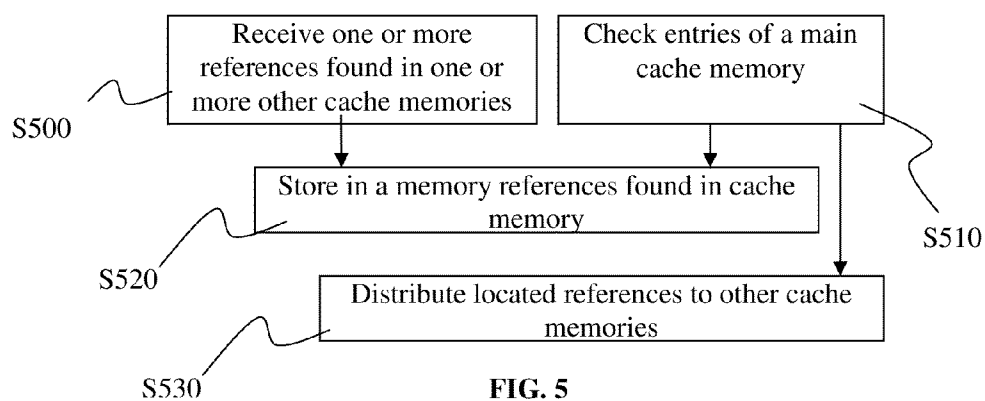 Receive one or more
references found in one or
more other cache memories
Check entries of a main
cache memory
S500
Store in a memory references found in cache
memory
S510
S520
Distribute located references to other cache
memories
S530
FIG. 5